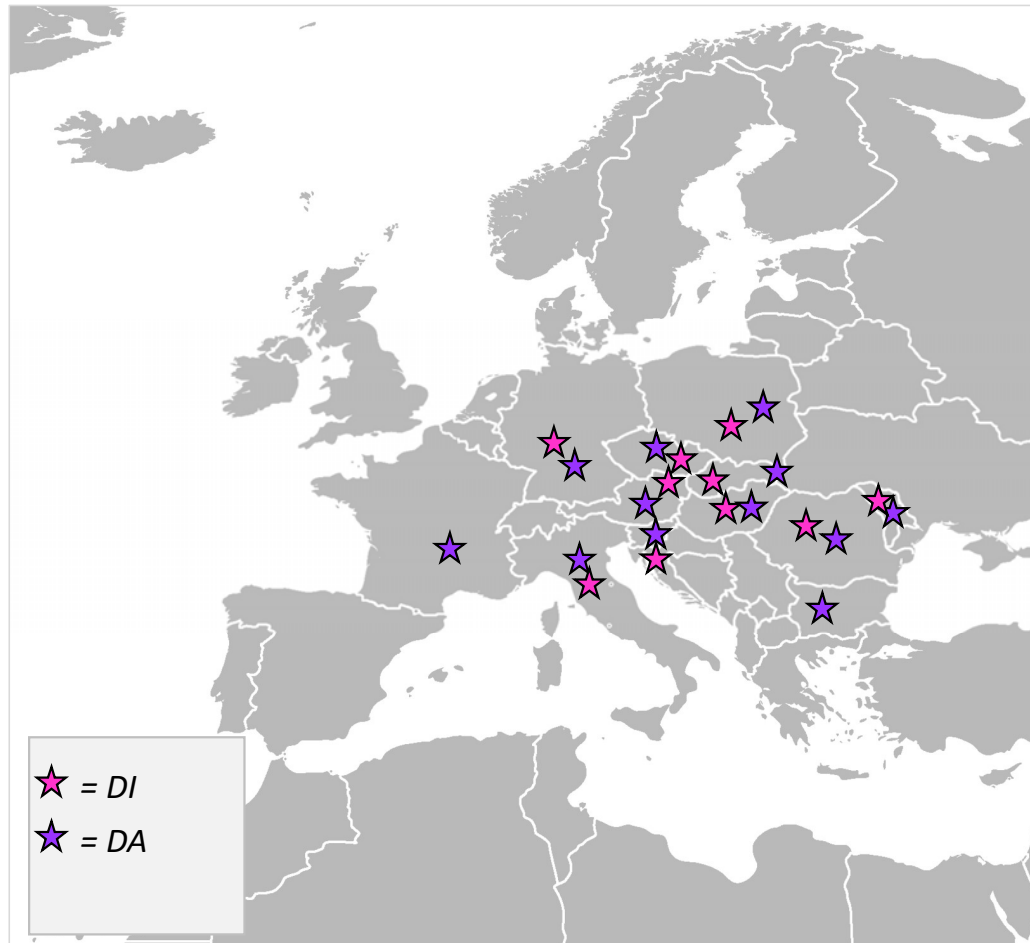 = DI
= DA